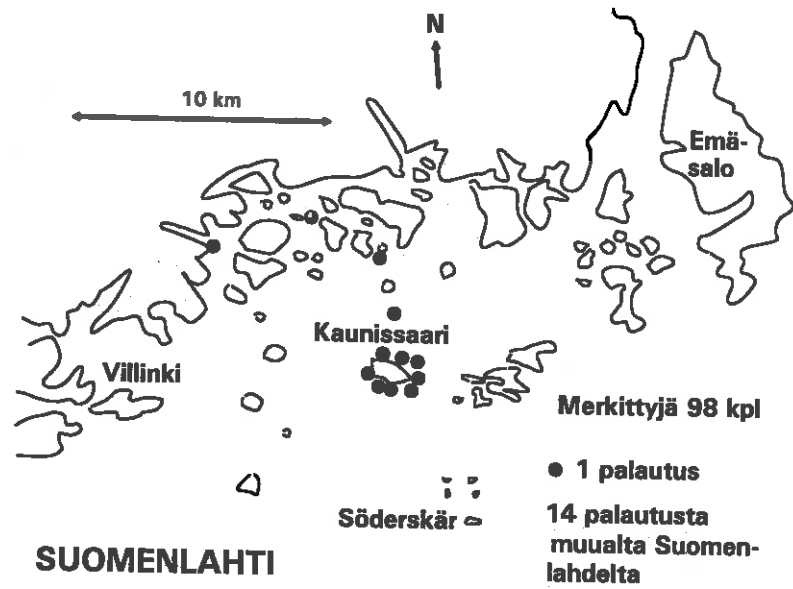 N
10 km
Emä-
salo
Kaunissaari
Villinki
Merkittyjä 98 kpl
1 palautus
Söderskär
14 palautusta
muualta Suomen-
lahdelta
SUOMENLAHTI